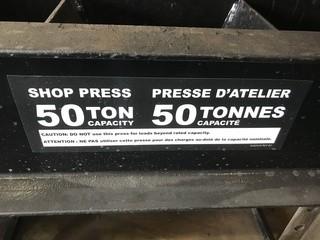 SHOP PRESS
50 TON
CAPACITY
PRESSE D'ATELIER
50 TONNES
CAPACITÉ
CAUTION: DO NOT use this press for loads beyond rated capacity.
ATTENTION : NE PAS utiliser cette presse pour des charges au-delà de la capacité nominale.